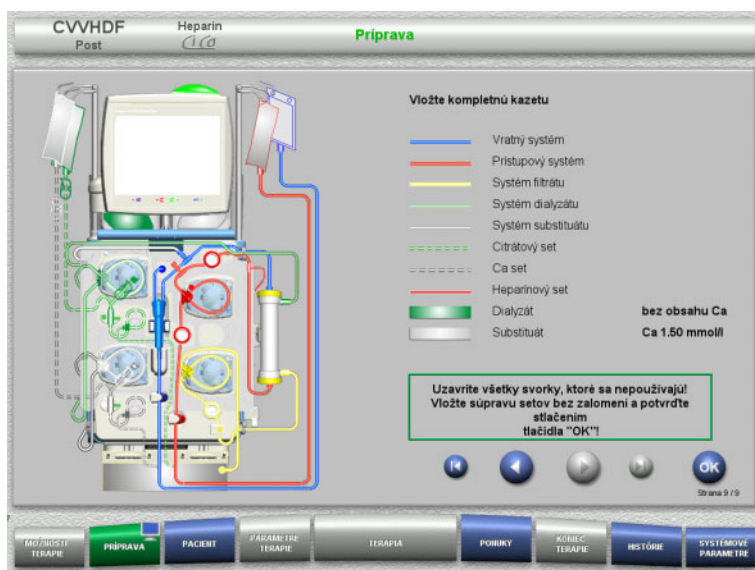 CVVHDF
Post
Heparin
CiCa
Príprava
Vložte kompletnú kazetu
Vratný systém
Prístupový systém
Systém filtrátu
Systém dialyzátu
Systém substituátu
Citrátový set
Ca set
Heparínový set
Dialyzát bez obsahu Ca
Substituát Ca 1.50 mmol/l
Uzavrite všetky svorky, ktoré sa nepoužívajú!
Vložte súpravu setov bez zalomení a potvrďte
stlačením
tlačidla "OK"!
OK
Strana 9 / 9
MOŽNOSTI
TERAPIE
PRÍPRAVA
PACIENT
PARAMETRE
TERAPIE
TERAPIA
PONUKY
KONIEC
TERAPIE
HISTÓRIE
SYSTÉMOVÉ
PARAMETRE